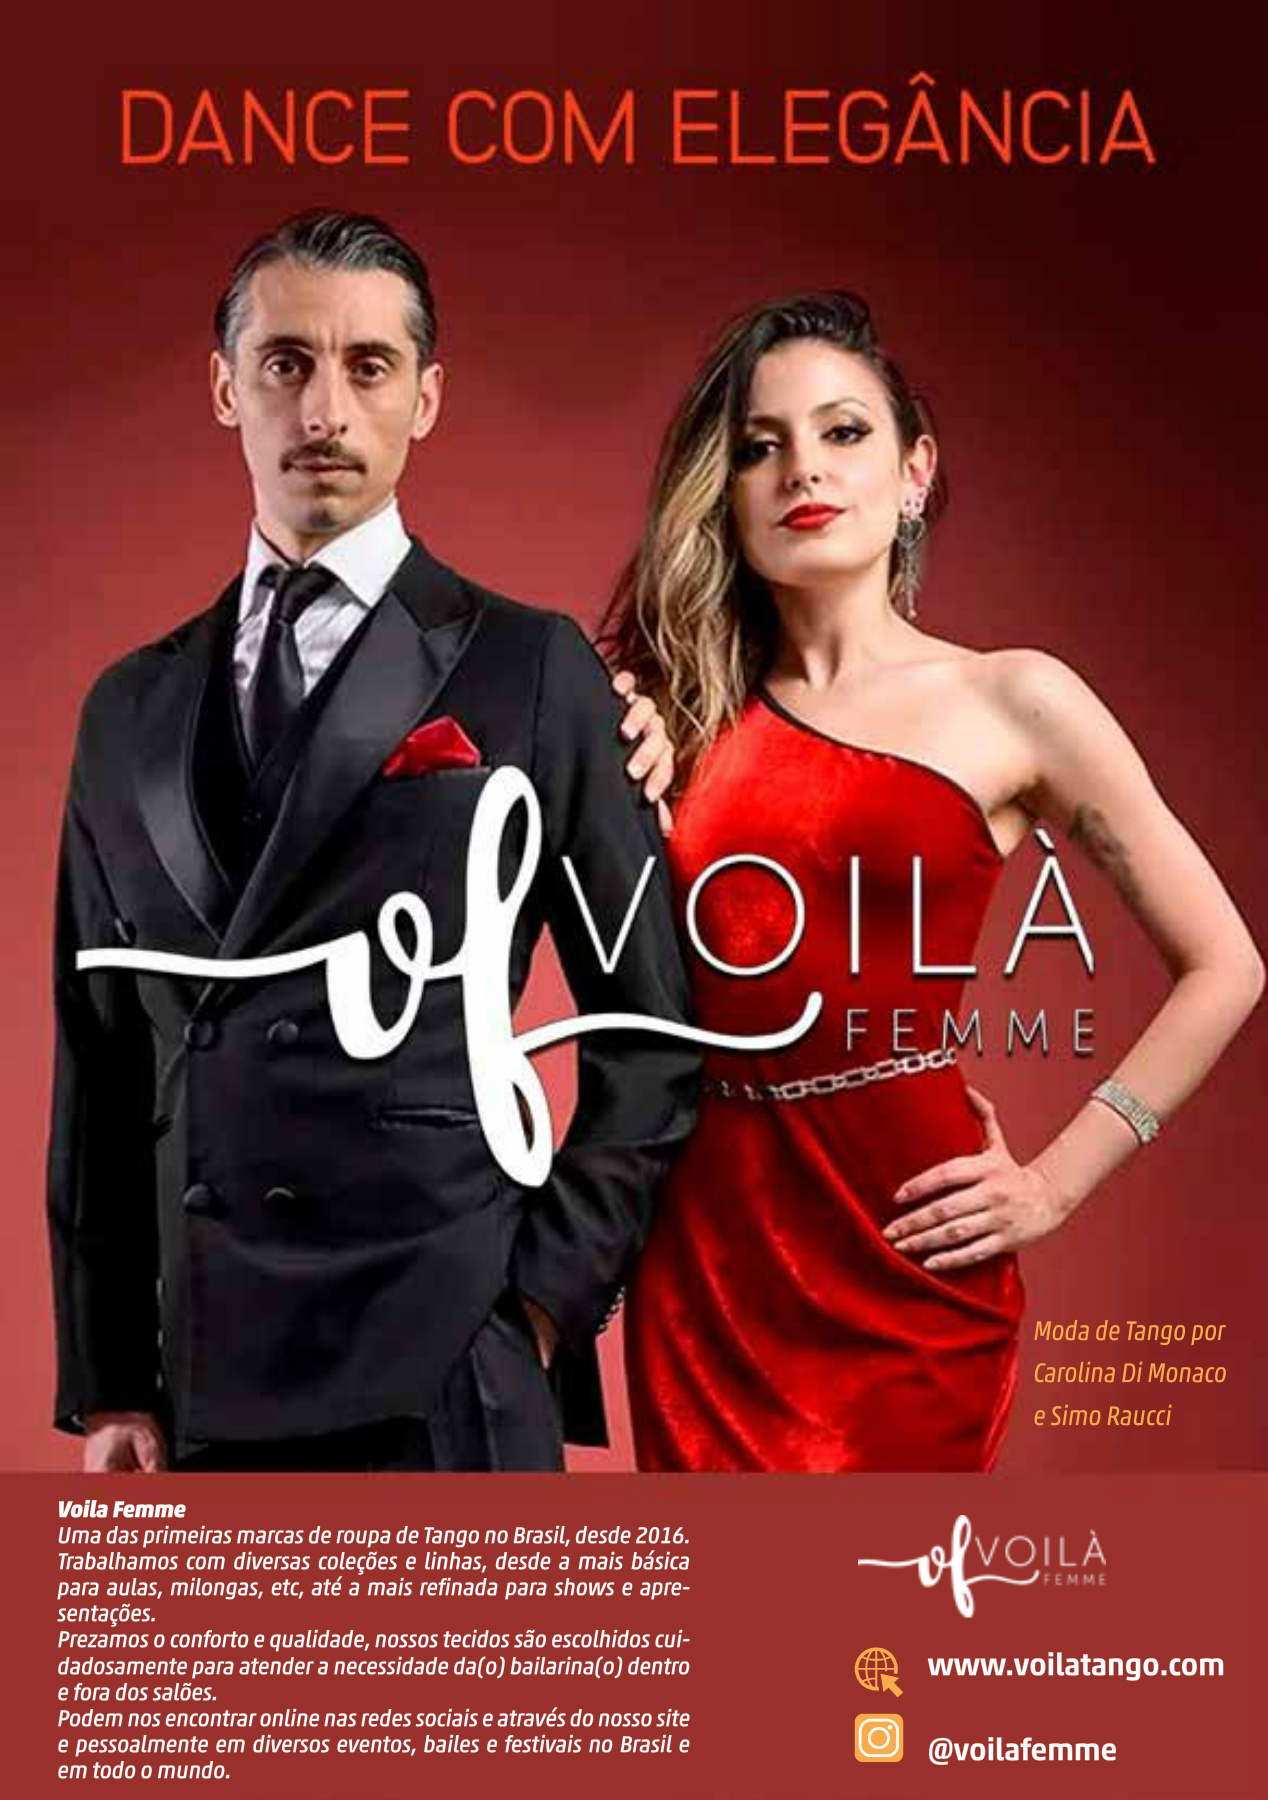 DANCE COM ELEGÂNCIA
vf VOILÀ
FEMME
Moda de Tango por
Carolina Di Monaco
e Simo Raucci
Voila Femme
Uma das primeiras marcas de roupa de Tango no Brasil, desde 2016.
Trabalhamos com diversas coleções e linhas, desde a mais básica
para aulas, milongas, etc, até a mais refinada para shows e apre-
sentações.
Prezamos o conforto e qualidade, nossos tecidos são escolhidos cui-
dadosamente para atender a necessidade da(o) bailarina(o) dentro
e fora dos salões.
Podem nos encontrar online nas redes sociais e através do nosso site
e pessoalmente em diversos eventos, bailes e festivais no Brasil e
em todo o mundo.
vf VOILÀ
FEMME
www.voilatango.com
@voilafemme